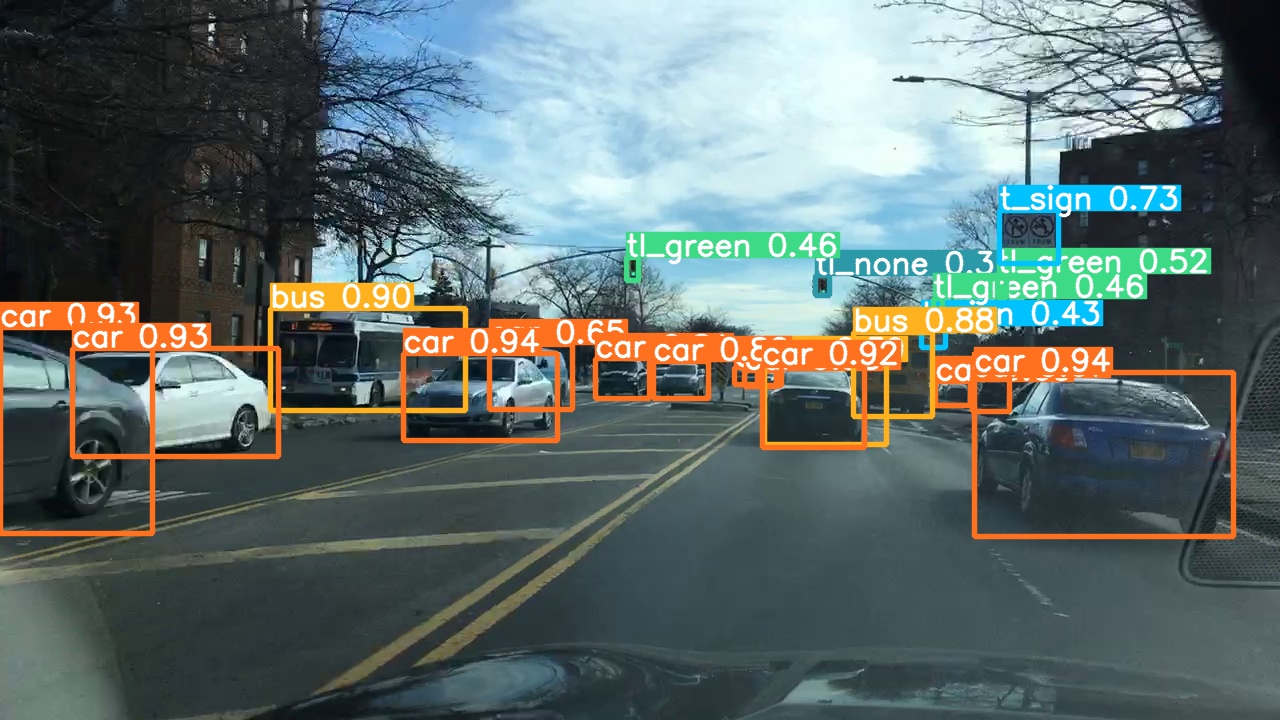 t_sign 0.73
tl_green 0.46
tl_none 0.3
tl_green 0.52
tl_green 0.46
bus 0.90
n 0.43
car 0.93
bus 0.88
car 0.93
car 0.94
0.65
car
car 0.8
car 0.92
ca
car 0.94